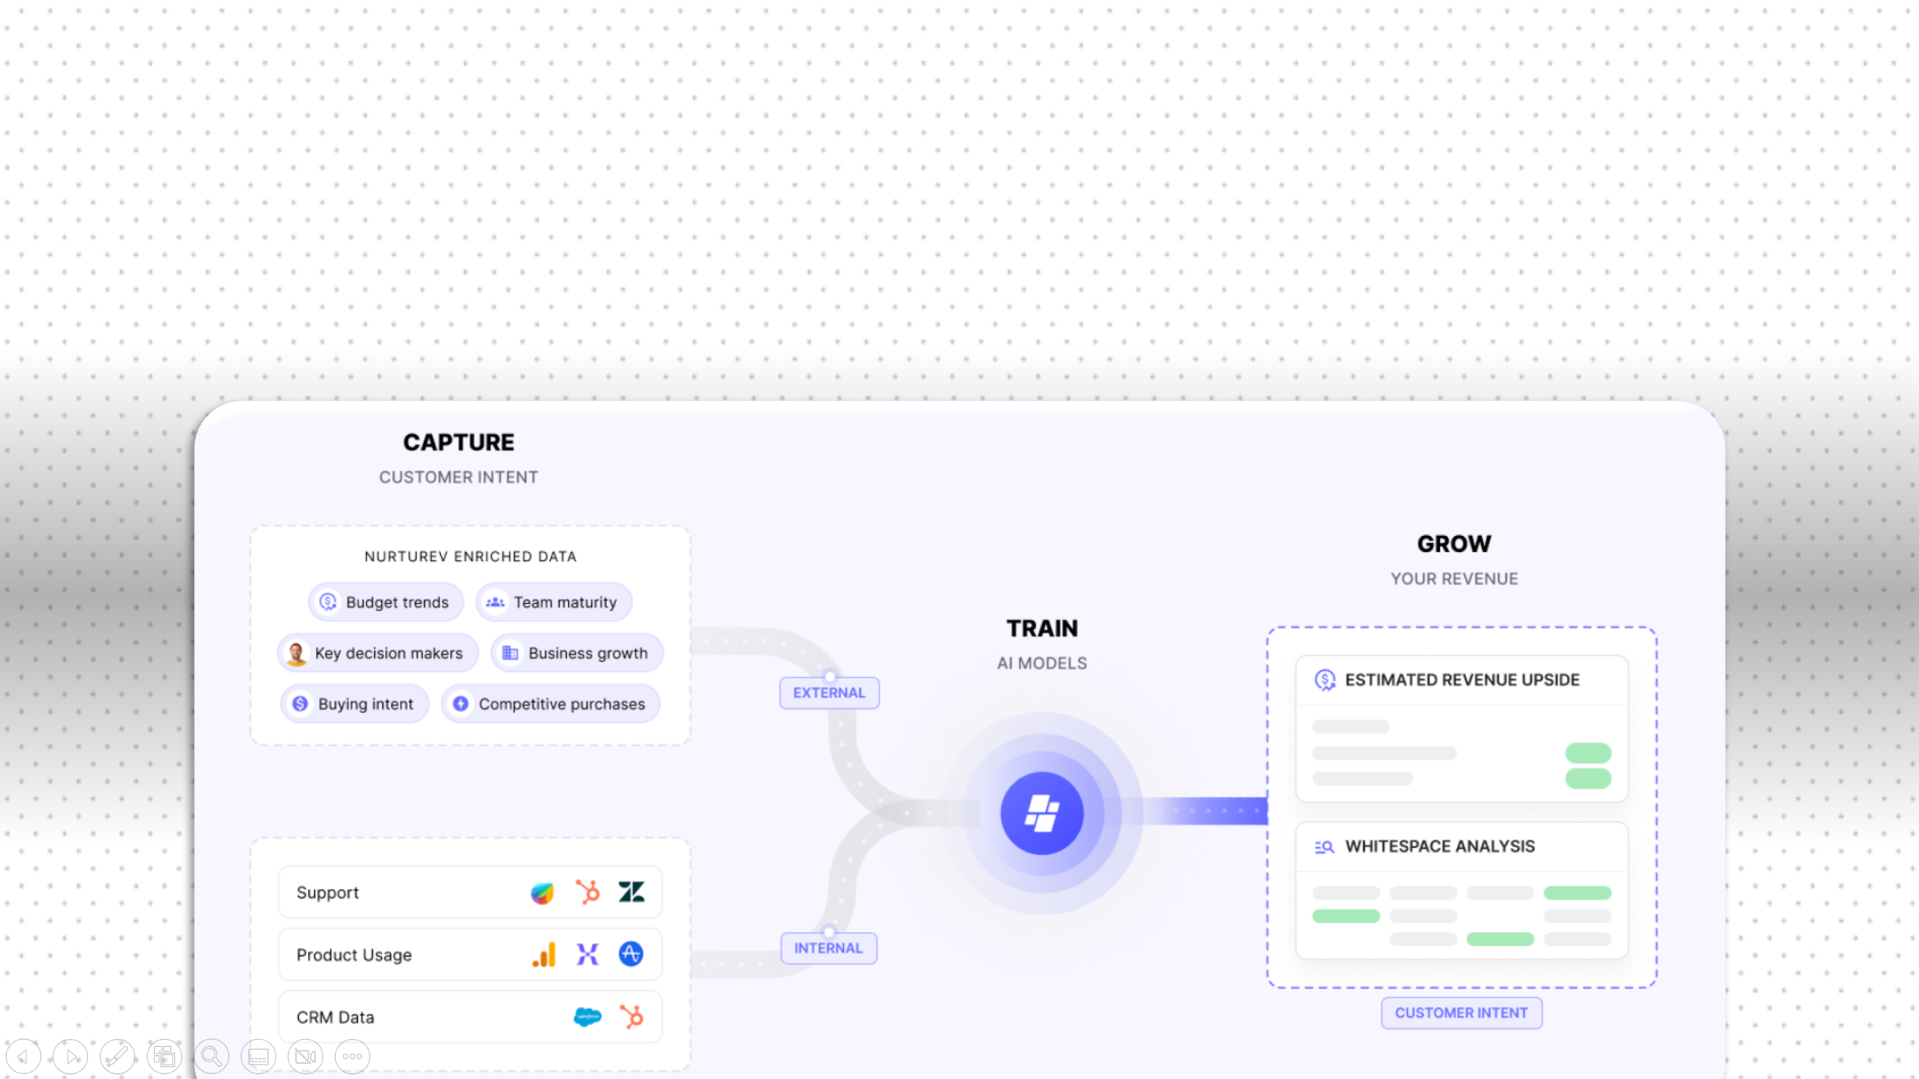 CAPTURE
CUSTOMER INTENT
NURTUREV ENRICHED DATA
Budget trends
Team maturity
Key decision makers
Business growth
Buying intent
Competitive purchases
Support
Product Usage
CRM Data
EXTERNAL
INTERNAL
TRAIN
AI MODELS
GROW
YOUR REVENUE
ESTIMATED REVENUE UPSIDE
WHITESPACE ANALYSIS
CUSTOMER INTENT